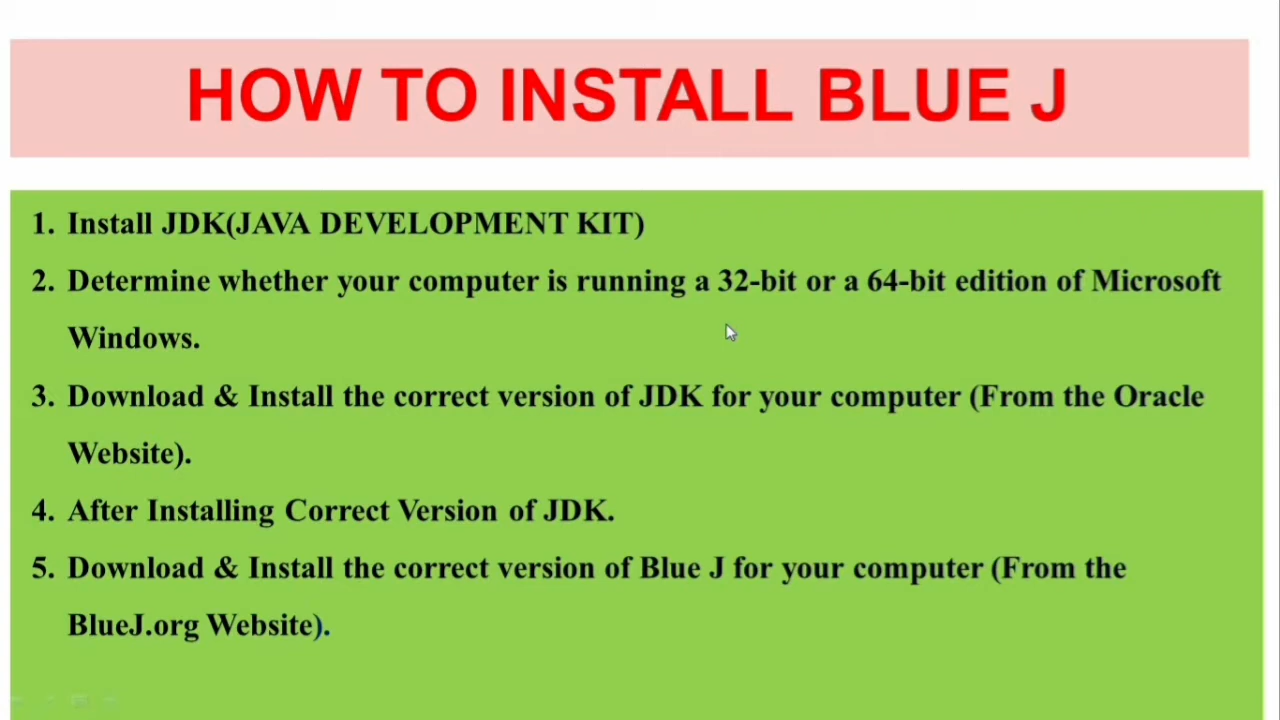 HOW TO INSTALL BLUE J
1. Install JDK(JAVA DEVELOPMENT KIT)
2. Determine whether your computer is running a 32-bit or a 64-bit edition of Microsoft
Windows.
3. Download & Install the correct version of JDK for your computer (From the Oracle
Website).
4. After Installing Correct Version of JDK.
5. Download & Install the correct version of Blue J for your computer (From the
BlueJ.org Website).